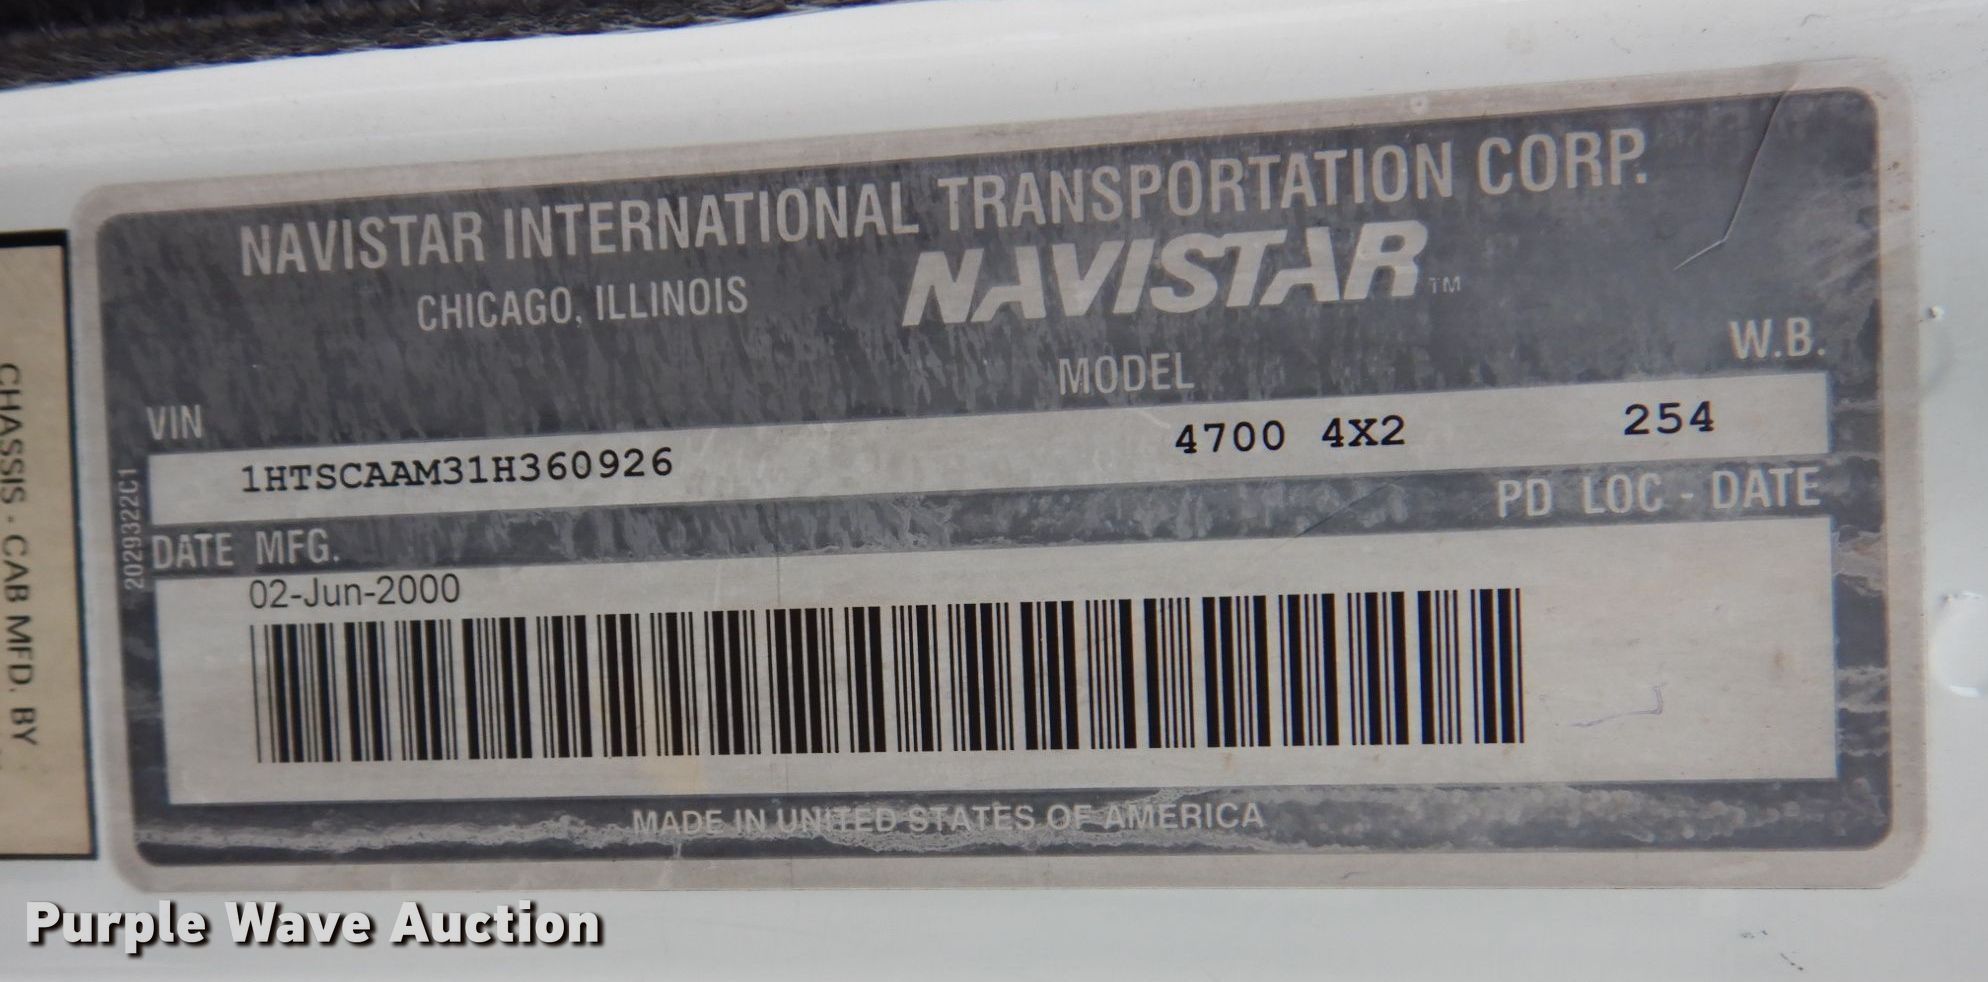 NAVISTAR INTERNATIONAL TRANSPORTATION CORP.
CHICAGO, ILLINOIS
NAVISTAR TM
VIN
MODEL
W.B.
1HTSCAAM31H360926
4700 4X2
254
DATE MFG.
PD LOC - DATE
02-Jun-2000
2029322C1
MADE IN UNITED STATES OF AMERICA
CHASSIS - CAB MFD. BY
Purple Wave Auction